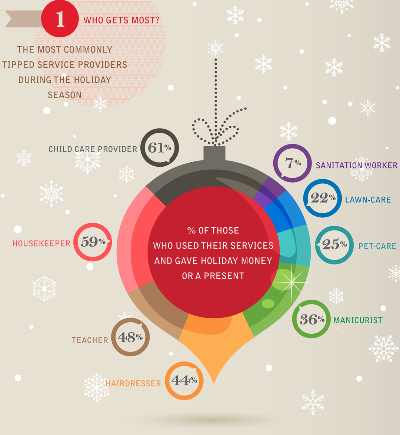 1 WHO GETS MOST?
THE MOST COMMONLY
TIPPED SERVICE PROVIDERS
DURING THE HOLIDAY
SEASON
CHILD CARE PROVIDER 61%
7% SANITATION WORKER
22% LAWN-CARE
HOUSEKEEPER 59%
25% PET-CARE
% OF THOSE
WHO USED THEIR SERVICES
AND GAVE HOLIDAY MONEY
OR A PRESENT
36% MANICURIST
TEACHER 48%
HAIRDRESSER 44%